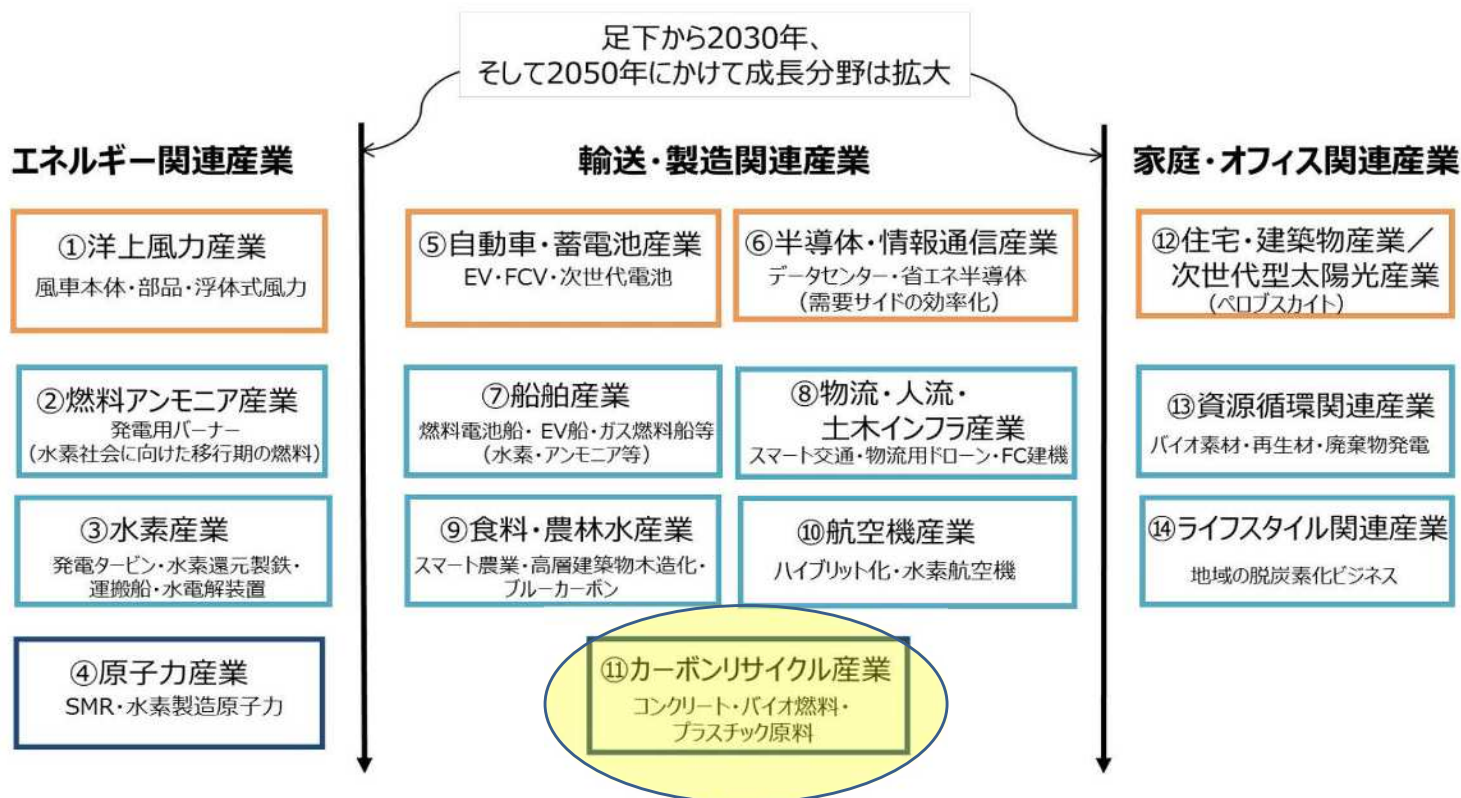 足下から2030年、
そして2050年にかけて成長分野は拡大
エネルギー関連産業
①洋上風力産業
風車本体・部品・浮体式風力
②燃料アンモニア産業
発電用バーナー
(水素社会に向けた移行期の燃料)
③水素産業
発電タービン・水素還元製鉄・
運搬船・水電解装置
④原子力産業
SMR・水素製造原子力
輸送・製造関連産業
⑤自動車・蓄電池産業
EV・FCV・次世代電池
⑥半導体・情報通信産業
データセンター・省エネ半導体
(需要サイドの効率化)
⑦船舶産業
燃料電池船・EV船・ガス燃料船等
(水素・アンモニア等)
⑧物流・人流・
土木インフラ産業
スマート交通・物流用ドローン・FC建機
⑨食料・農林水産業
スマート農業・高層建築物木造化・
ブルーカーボン
⑩航空機産業
ハイブリット化・水素航空機
⑪カーボンリサイクル産業
コンクリート・バイオ燃料・
プラスチック原料
家庭・オフィス関連産業
⑫住宅・建築物産業／
次世代型太陽光産業
(ペロブスカイト)
⑬資源循環関連産業
バイオ素材・再生材・廃棄物発電
⑭ライフスタイル関連産業
地域の脱炭素化ビジネス